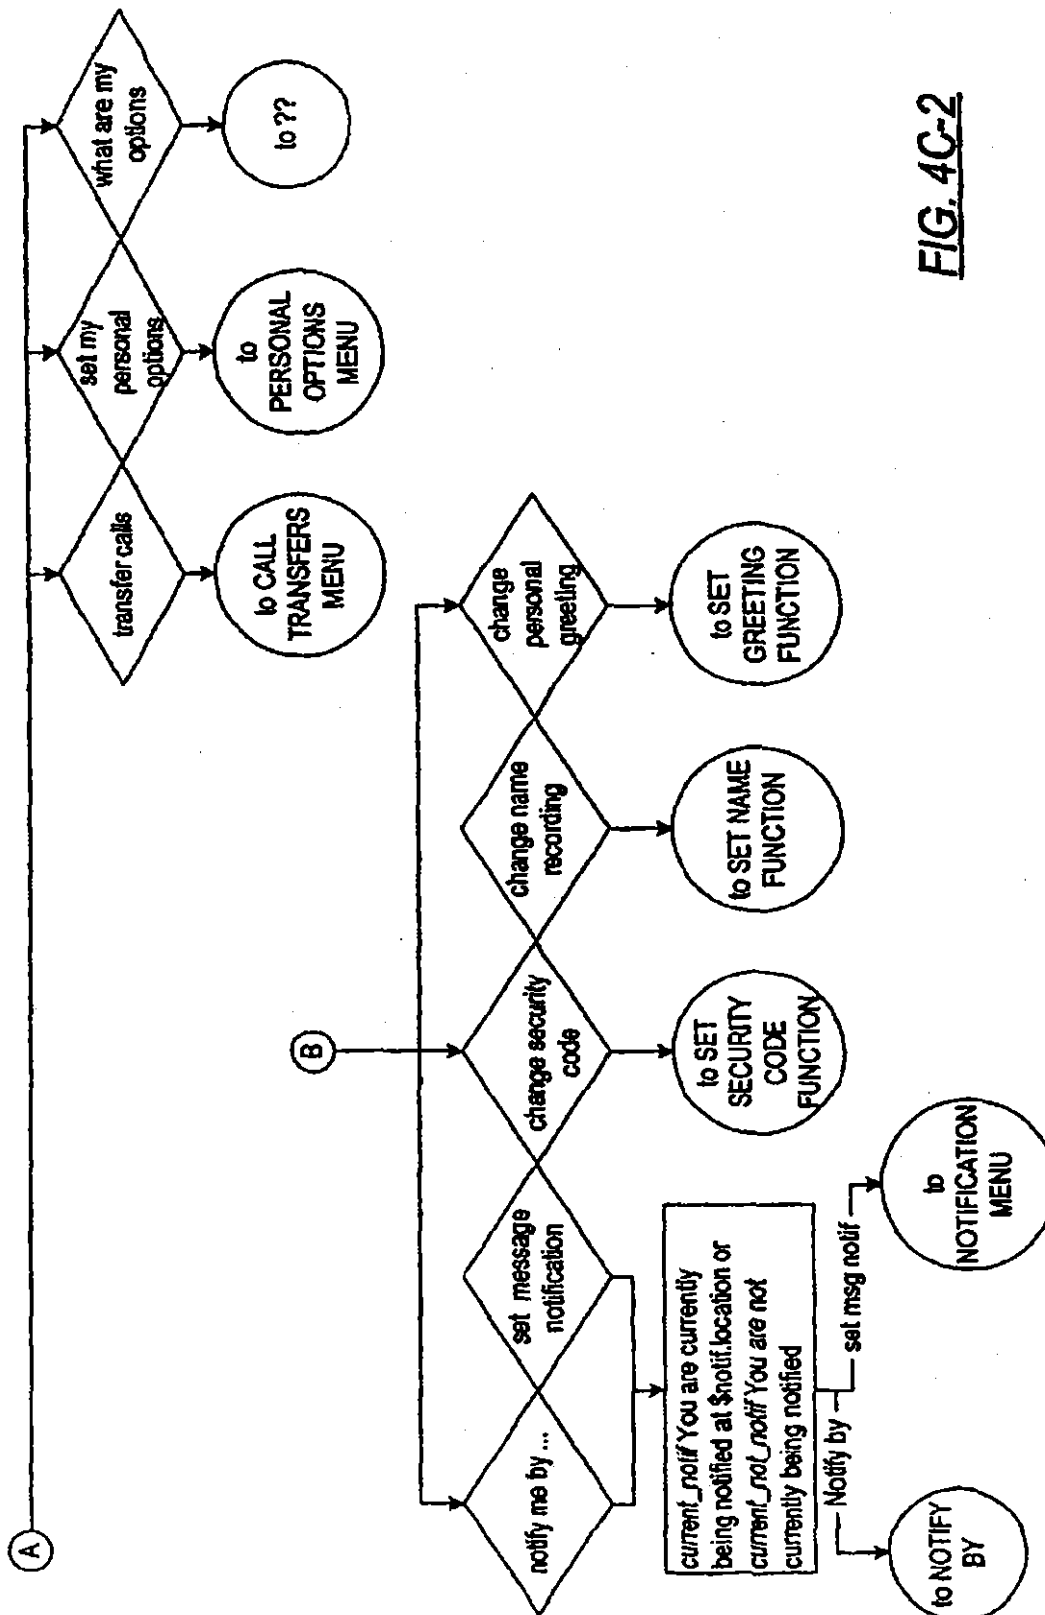 A
transfer calls
set my
personal
options
what are my
options
to CALL
TRANSFERS
MENU
to
PERSONAL
OPTIONS
MENU
to ??
B
notify me by ...
set message
notification
change security
code
change name
recording
change
personal
greeting
current_notif You are currently
being notified at $notif.location or
current_not_notif You are not
currently being notified
to SET
SECURITY
CODE
FUNCTION
to SET NAME
FUNCTION
to SET
GREETING
FUNCTION
Notify by
set msg notif
to NOTIFY
BY
to
NOTIFICATION
MENU
FIG. 4C-2